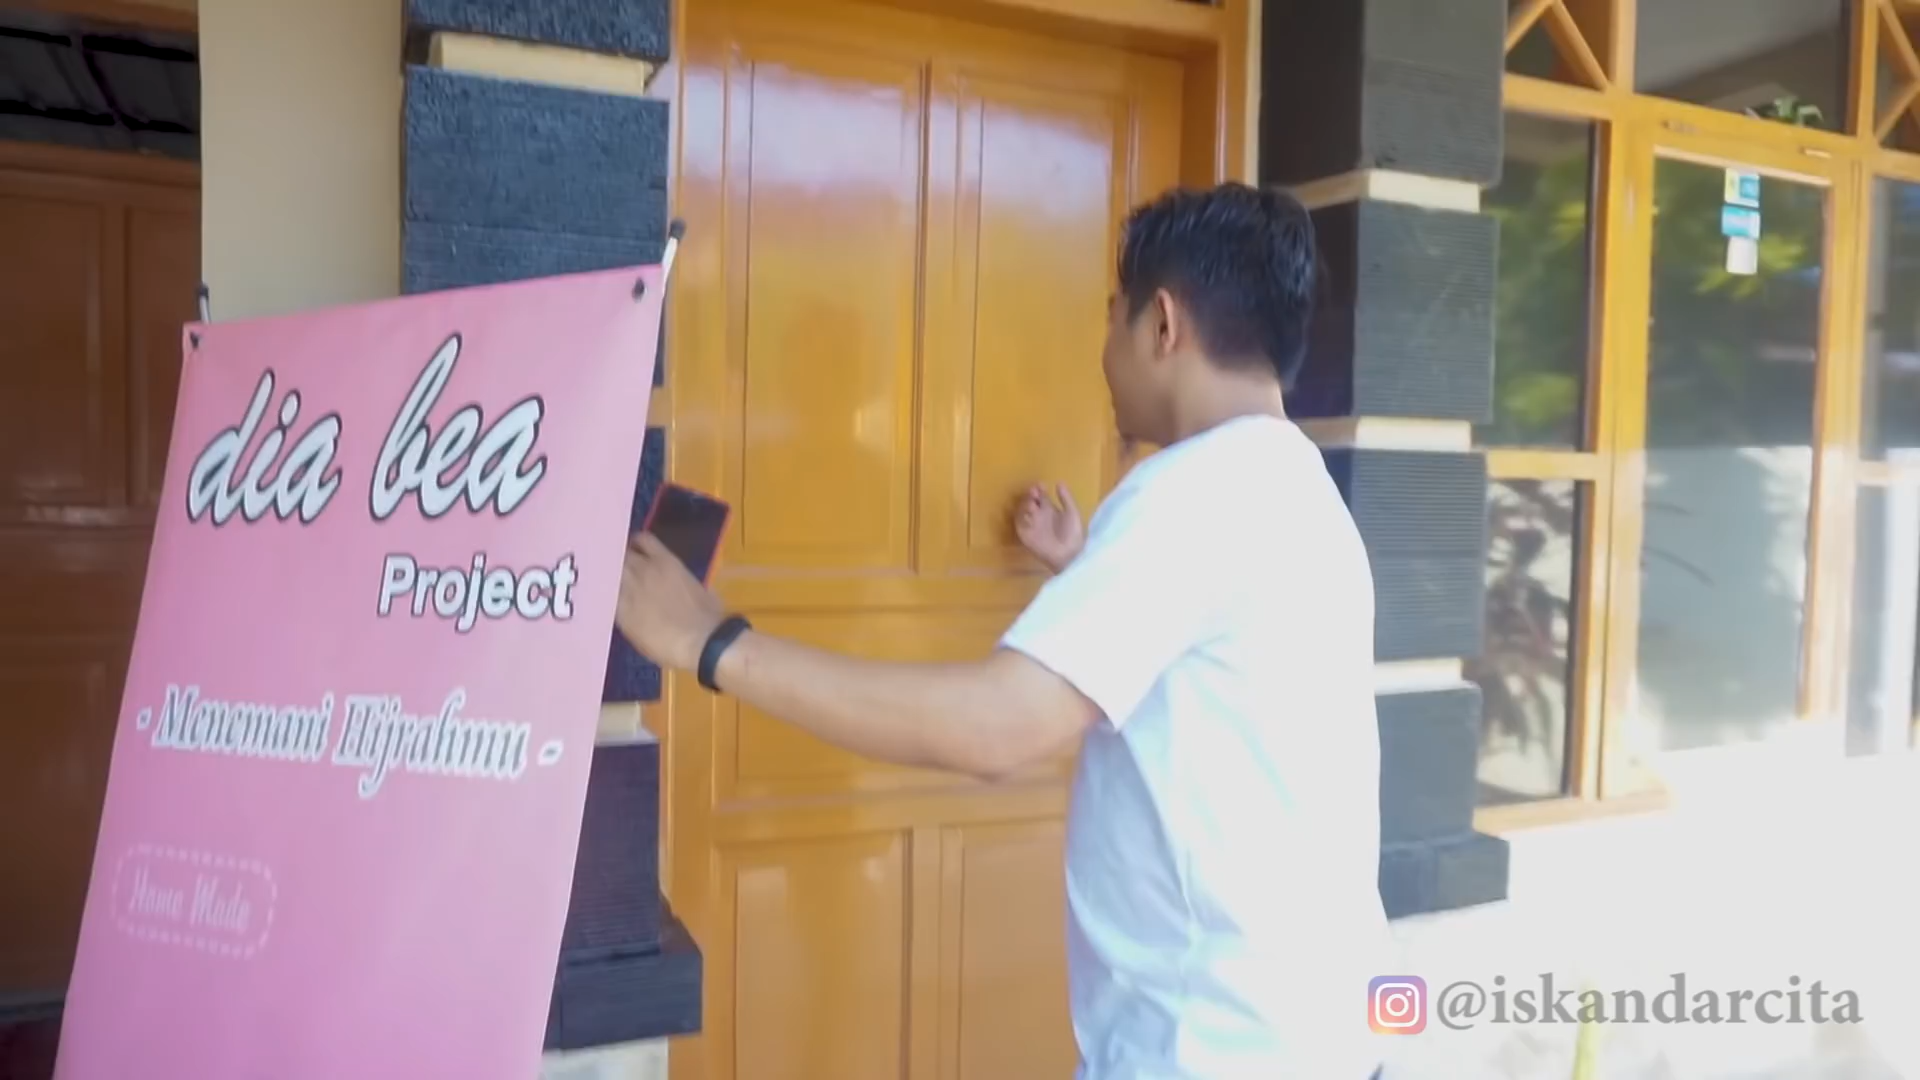 dia bea
Project
- Menemani Hijrahmu -
Home Made
@iskandarcita